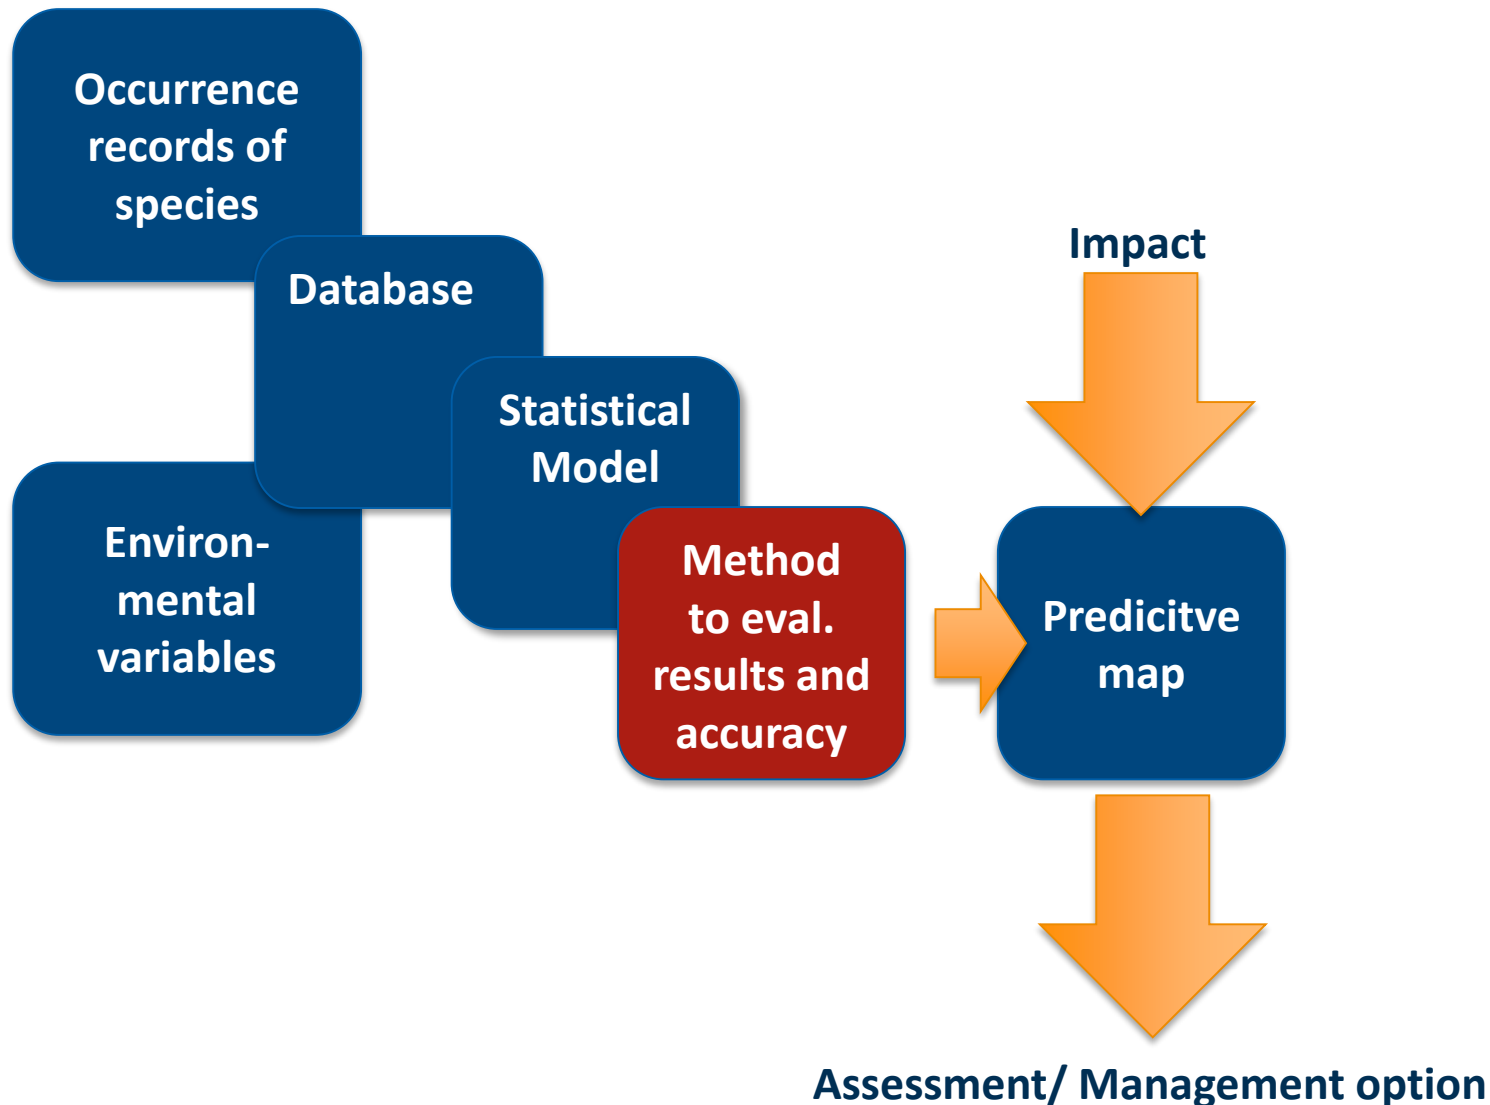 Occurrence
records of
species
Database
Statistical
Model
Environ-
mental
variables
Method
to eval.
results and
accuracy
Impact
Predicitve
map
Assessment/ Management option